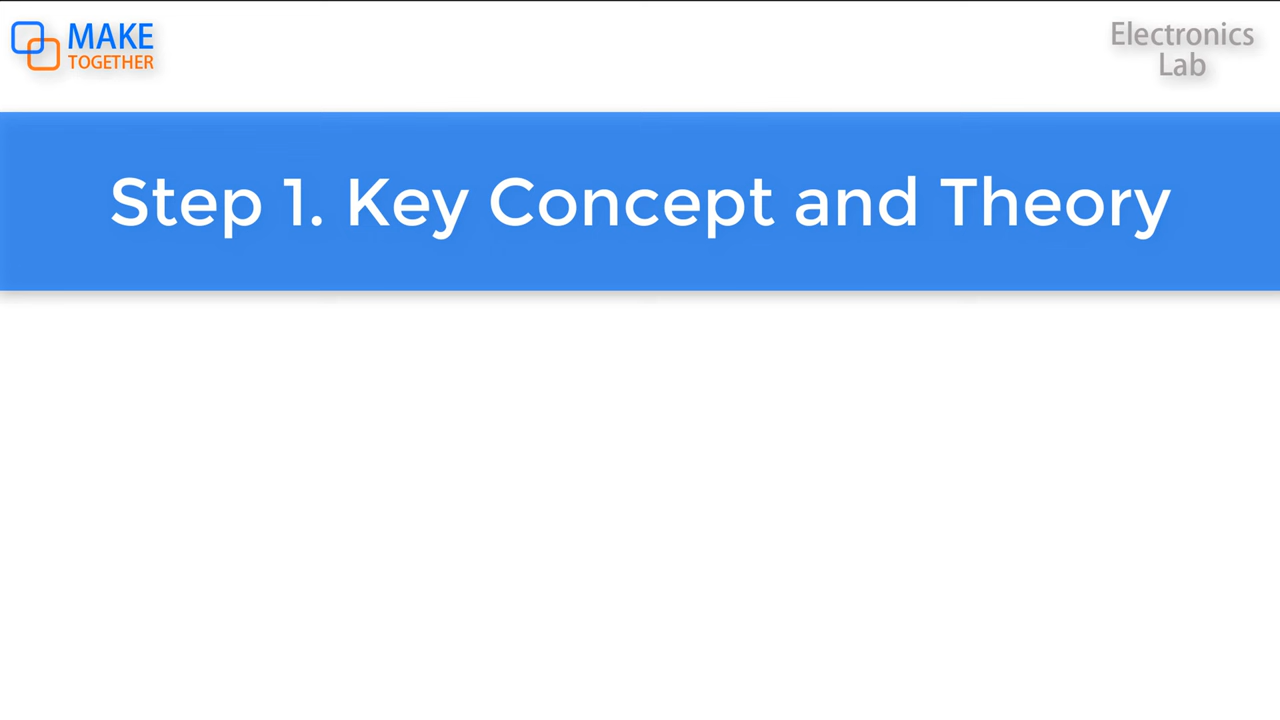 MAKE
TOGETHER
Electronics
Lab
Step 1. Key Concept and Theory